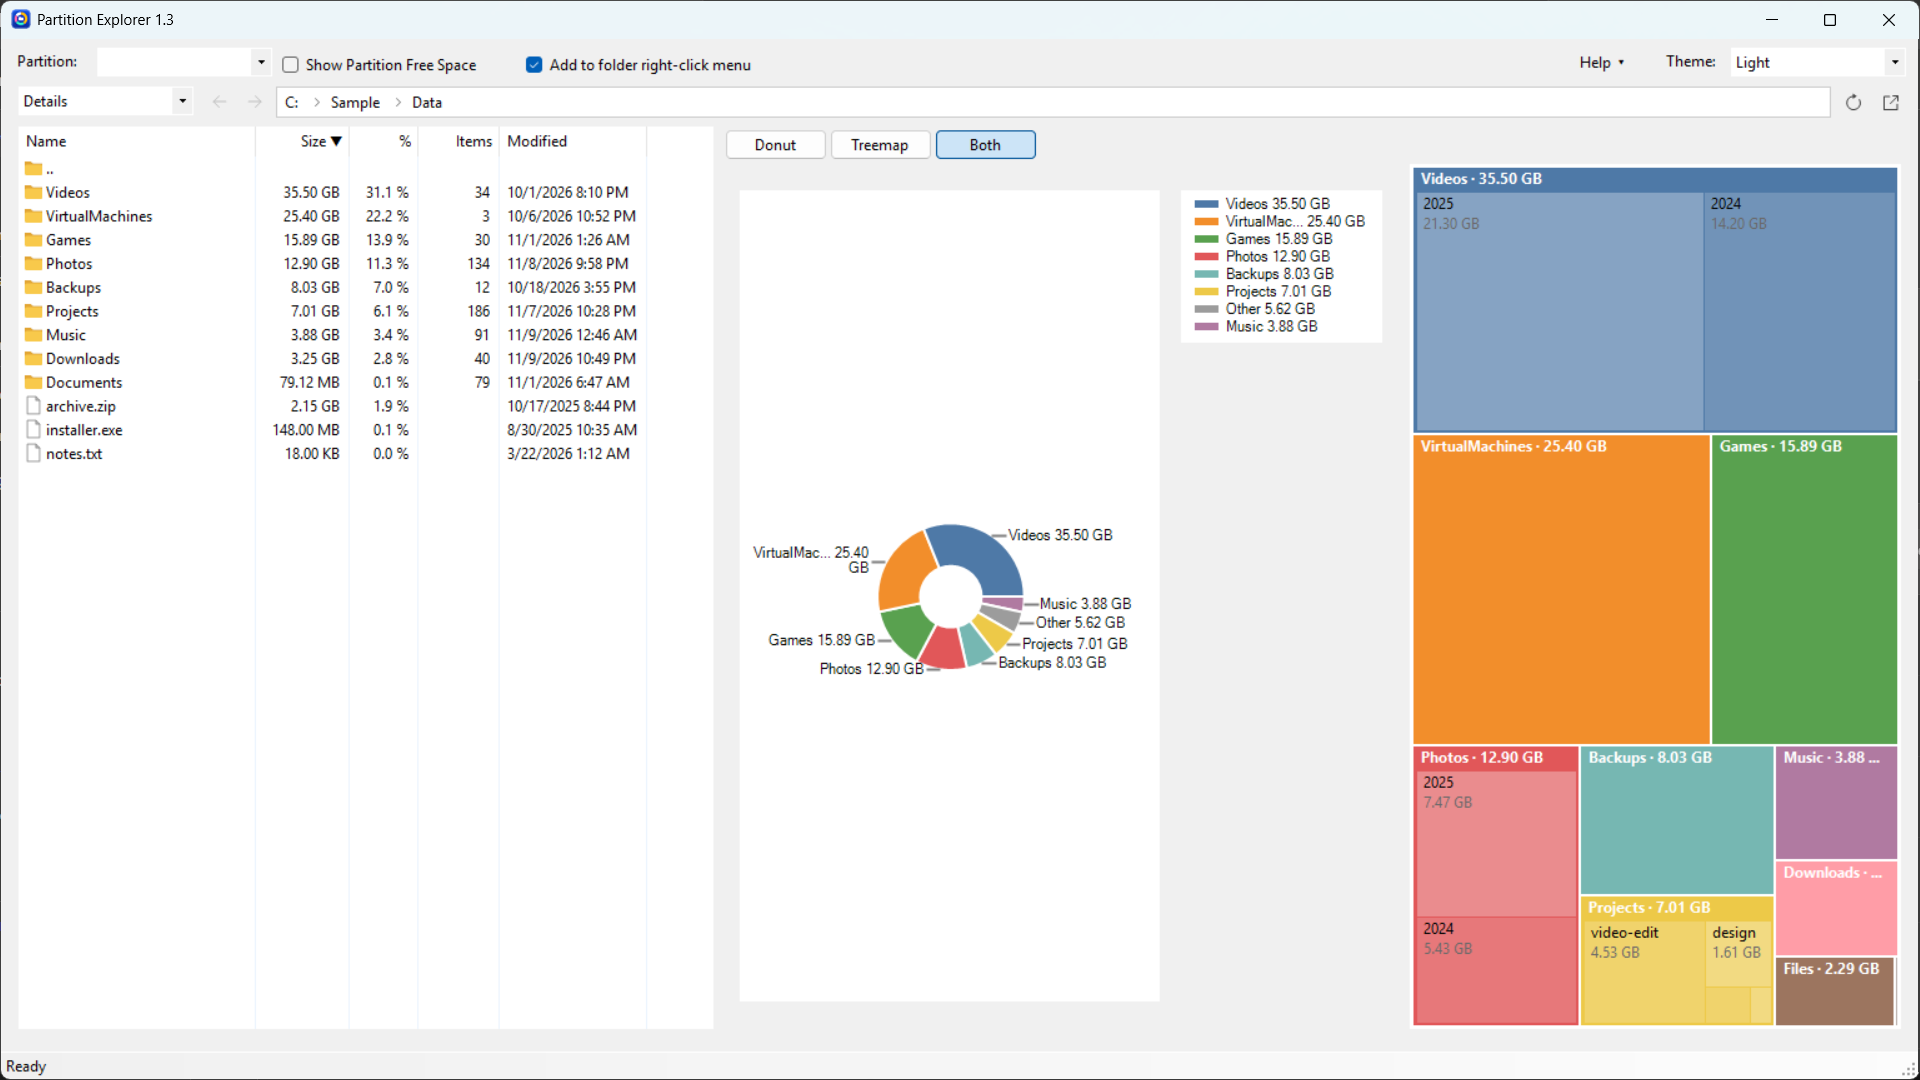 Partition Explorer 1.3
Partition:
Show Partition Free Space
Add to folder right-click menu
Help
Theme:
Light
Details
C: > Sample > Data
Name Size % Items Modified
..
Videos 35.50 GB 31.1 % 34 10/1/2026 8:10 PM
VirtualMachines 25.40 GB 22.2 % 3 10/6/2026 10:52 PM
Games 15.89 GB 13.9 % 30 11/1/2026 1:26 AM
Photos 12.90 GB 11.3 % 134 11/8/2026 9:58 PM
Backups 8.03 GB 7.0 % 12 10/18/2026 3:55 PM
Projects 7.01 GB 6.1 % 186 11/7/2026 10:28 PM
Music 3.88 GB 3.4 % 91 11/9/2026 12:46 AM
Downloads 3.25 GB 2.8 % 40 11/9/2026 10:49 PM
Documents 79.12 MB 0.1 % 79 11/1/2026 6:47 AM
archive.zip 2.15 GB 1.9 % 10/17/2025 8:44 PM
installer.exe 148.00 MB 0.1 % 8/30/2025 10:35 AM
notes.txt 18.00 KB 0.0 % 3/22/2026 1:12 AM
Donut
Treemap
Both
Videos 35.50 GB
VirtualMac... 25.40
GB
Games 15.89 GB
Photos 12.90 GB
Music 3.88 GB
Other 5.62 GB
Projects 7.01 GB
Backups 8.03 GB
Videos 35.50 GB
VirtualMac... 25.40 GB
Games 15.89 GB
Photos 12.90 GB
Backups 8.03 GB
Projects 7.01 GB
Other 5.62 GB
Music 3.88 GB
Videos · 35.50 GB
2025
21.30 GB
2024
14.20 GB
VirtualMachines · 25.40 GB
Games · 15.89 GB
Photos · 12.90 GB
2025
7.47 GB
2024
5.43 GB
Backups · 8.03 GB
Projects · 7.01 GB
video-edit
4.53 GB
design
1.61 GB
Music · 3.88 ...
Downloads · ...
Files · 2.29 GB
Ready